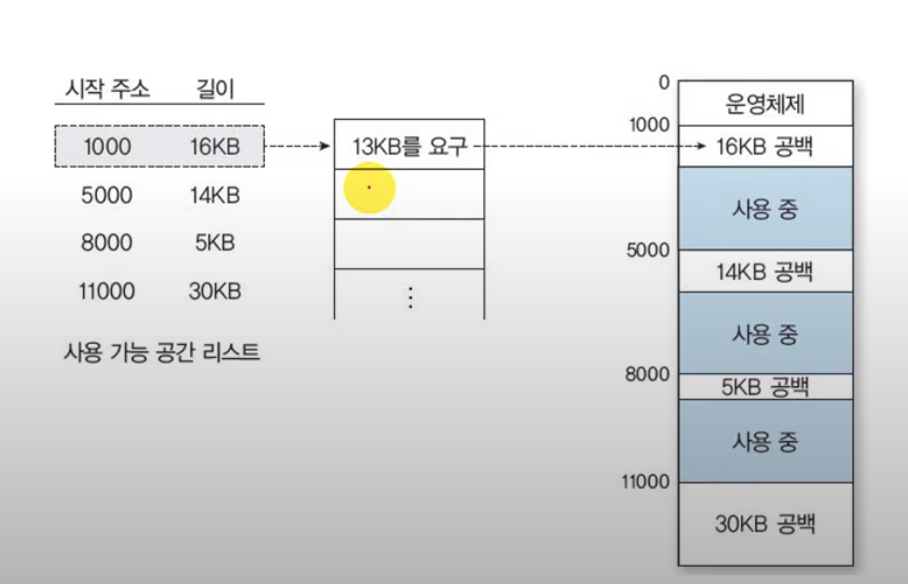 시작 주소 길이
1000 16KB
5000 14KB
8000 5KB
11000 30KB
사용 가능 공간 리스트
13KB를 요구
⋮
0
운영체제
1000
16KB 공백
사용 중
5000
14KB 공백
사용 중
8000
5KB 공백
사용 중
11000
30KB 공백